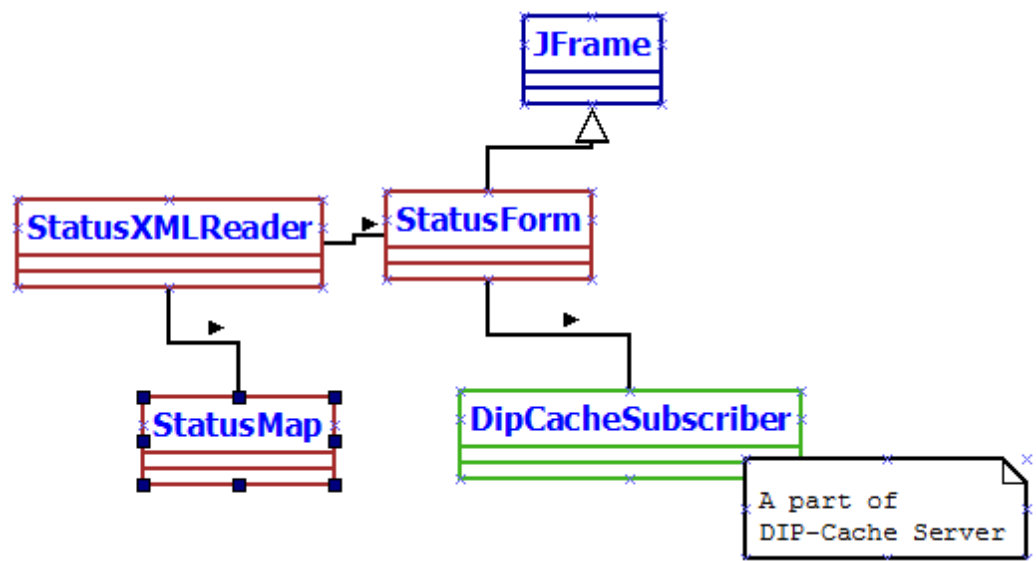 JFrame
StatusXMLReader
StatusForm
StatusMap
DipCacheSubscriber
A part of
DIP-Cache Server